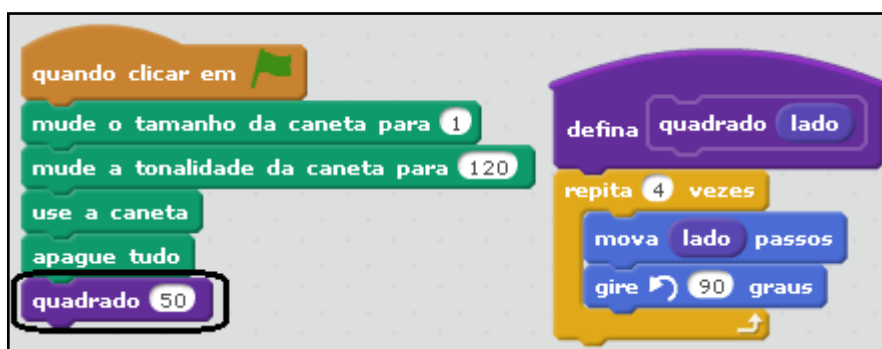 quando clicar em
mude o tamanho da caneta para 1
mude a tonalidade da caneta para 120
use a caneta
apague tudo
quadrado 50
defina quadrado lado
repita 4 vezes
mova lado passos
gire 90 graus